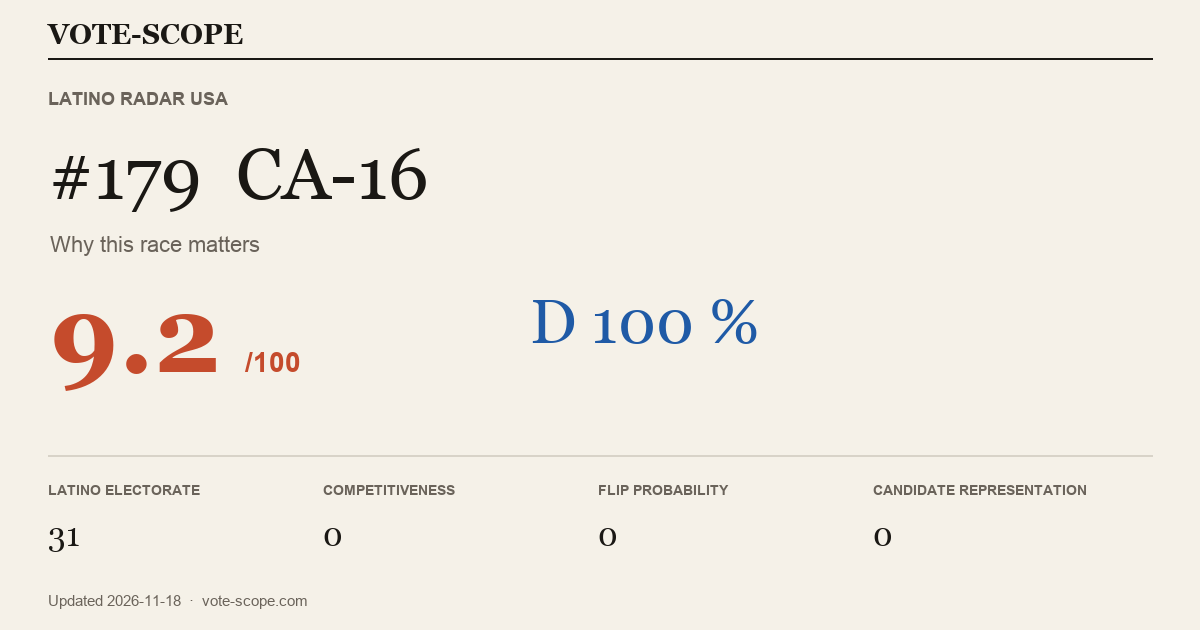 VOTE-SCOPE
LATINO RADAR USA
#179 CA-16
Why this race matters
9.2 /100
D 100 %
LATINO ELECTORATE
COMPETITIVENESS
FLIP PROBABILITY
CANDIDATE REPRESENTATION
31
0
0
0
Updated 2026-11-18 · vote-scope.com